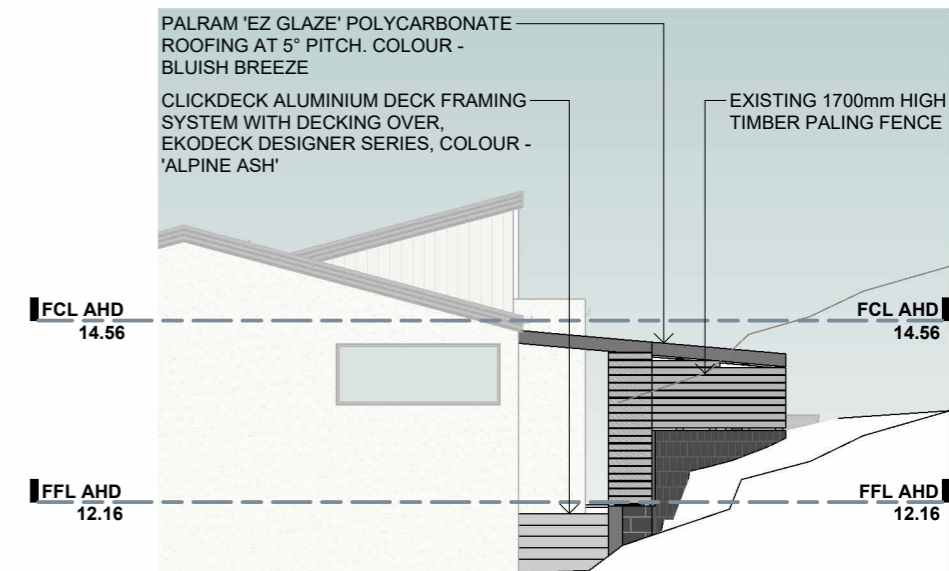 PALRAM 'EZ GLAZE' POLYCARBONATE
ROOFING AT 5° PITCH. COLOUR -
BLUISH BREEZE
CLICKDECK ALUMINIUM DECK FRAMING
SYSTEM WITH DECKING OVER,
EKODECK DESIGNER SERIES, COLOUR -
'ALPINE ASH'
EXISTING 1700mm HIGH
TIMBER PALING FENCE
FCL AHD
14.56
FCL AHD
14.56
FFL AHD
12.16
FFL AHD
12.16